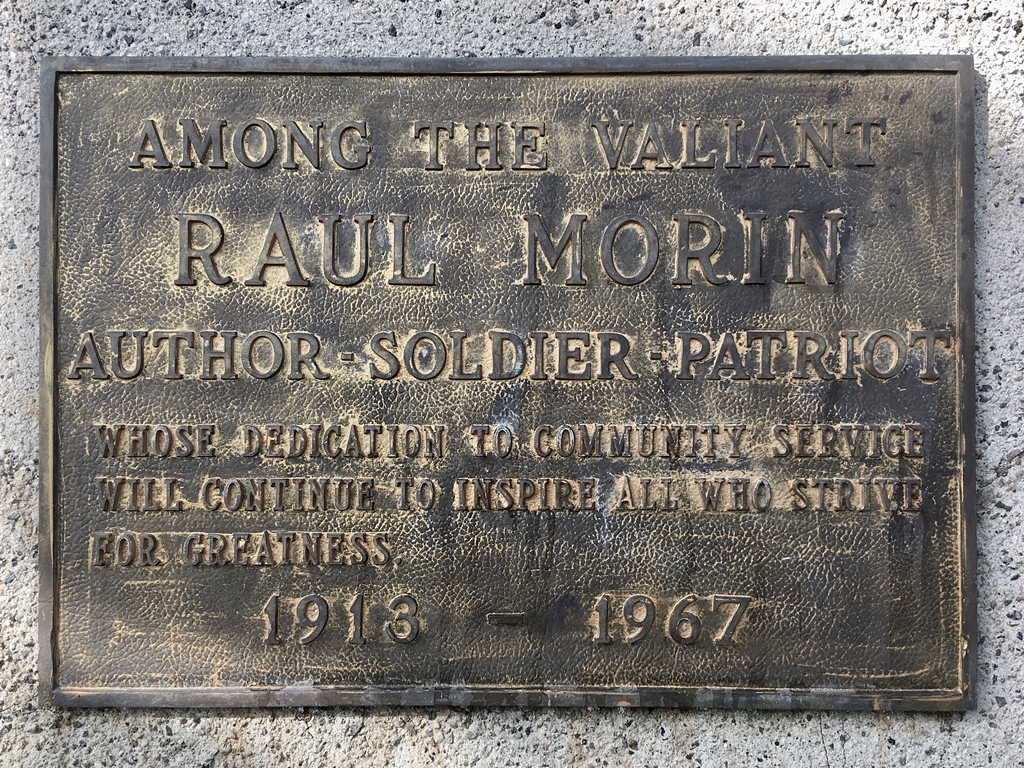 AMONG THE VALIANT
RAUL MORIN
AUTHOR - SOLDIER - PATRIOT
WHOSE DEDICATION TO COMMUNITY SERVICE
WILL CONTINUE TO INSPIRE ALL WHO STRIVE
FOR GREATNESS.
1913 - 1967